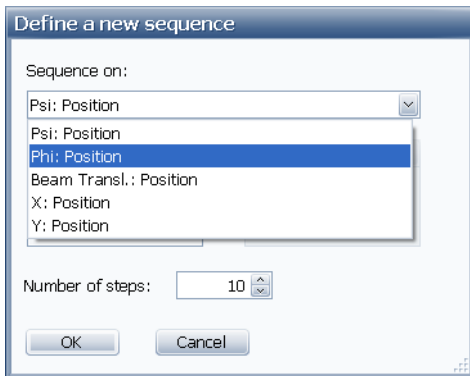 Define a new sequence
Sequence on:
Psi: Position
Psi: Position
Phi: Position
Beam Transl.: Position
X: Position
Y: Position
Number of steps: 10
OK Cancel